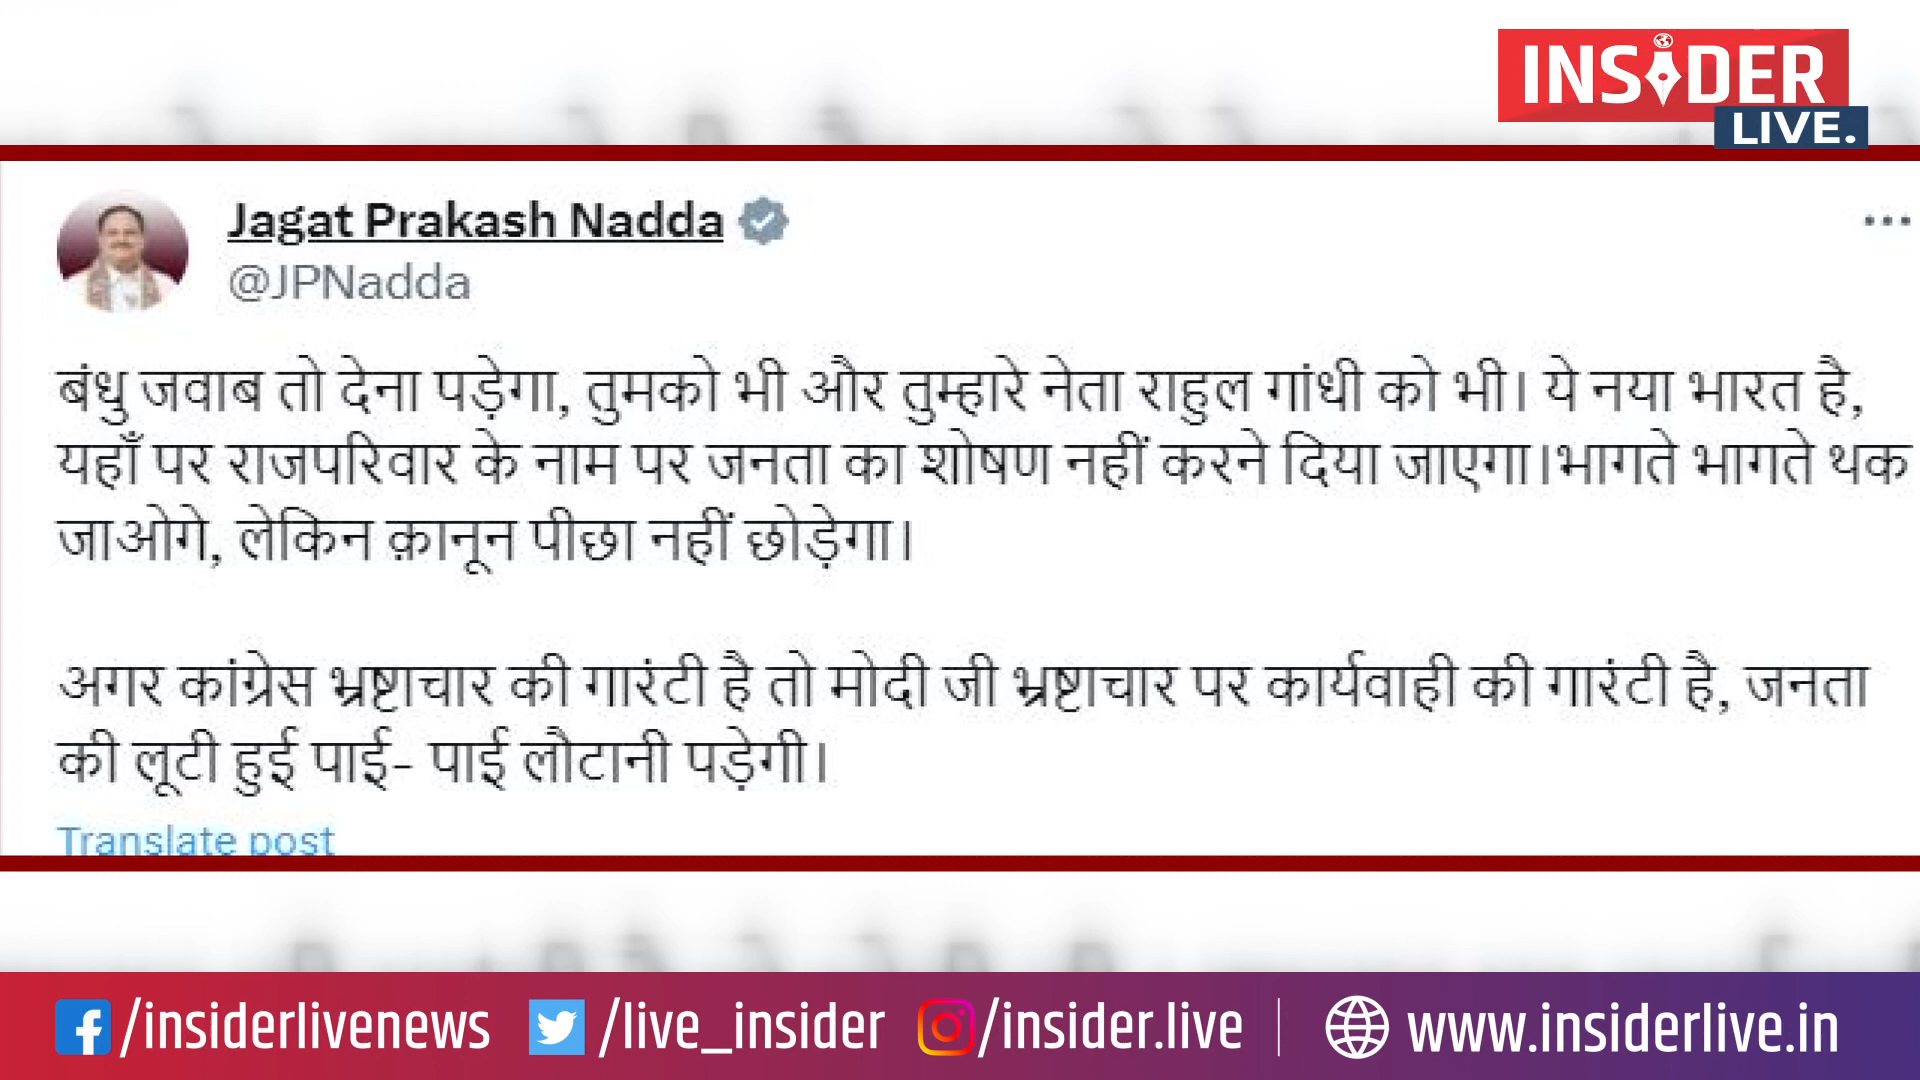 INSIDER
LIVE.
Jagat Prakash Nadda
@JPNadda
बंधु जवाब तो देना पड़ेगा, तुमको भी और तुम्हारे नेता राहुल गांधी को भी। ये नया भारत है,
यहाँ पर राजपरिवार के नाम पर जनता का शोषण नहीं करने दिया जाएगा।भागते भागते थक
जाओगे, लेकिन क़ानून पीछा नहीं छोड़ेगा।
अगर कांग्रेस भ्रष्टाचार की गारंटी है तो मोदी जी भ्रष्टाचार पर कार्यवाही की गारंटी है, जनता
की लूटी हुई पाई- पाई लौटानी पड़ेगी।
Translate post
/insiderlivenews /live_insider /insider.live www.insiderlive.in